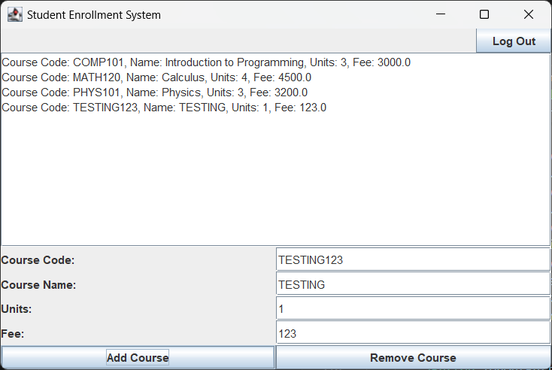 Student Enrollment System
Log Out
Course Code: COMP101, Name: Introduction to Programming, Units: 3, Fee: 3000.0
Course Code: MATH120, Name: Calculus, Units: 4, Fee: 4500.0
Course Code: PHYS101, Name: Physics, Units: 3, Fee: 3200.0
Course Code: TESTING123, Name: TESTING, Units: 1, Fee: 123.0
Course Code: TESTING123
Course Name: TESTING
Units: 1
Fee: 123
Add Course Remove Course